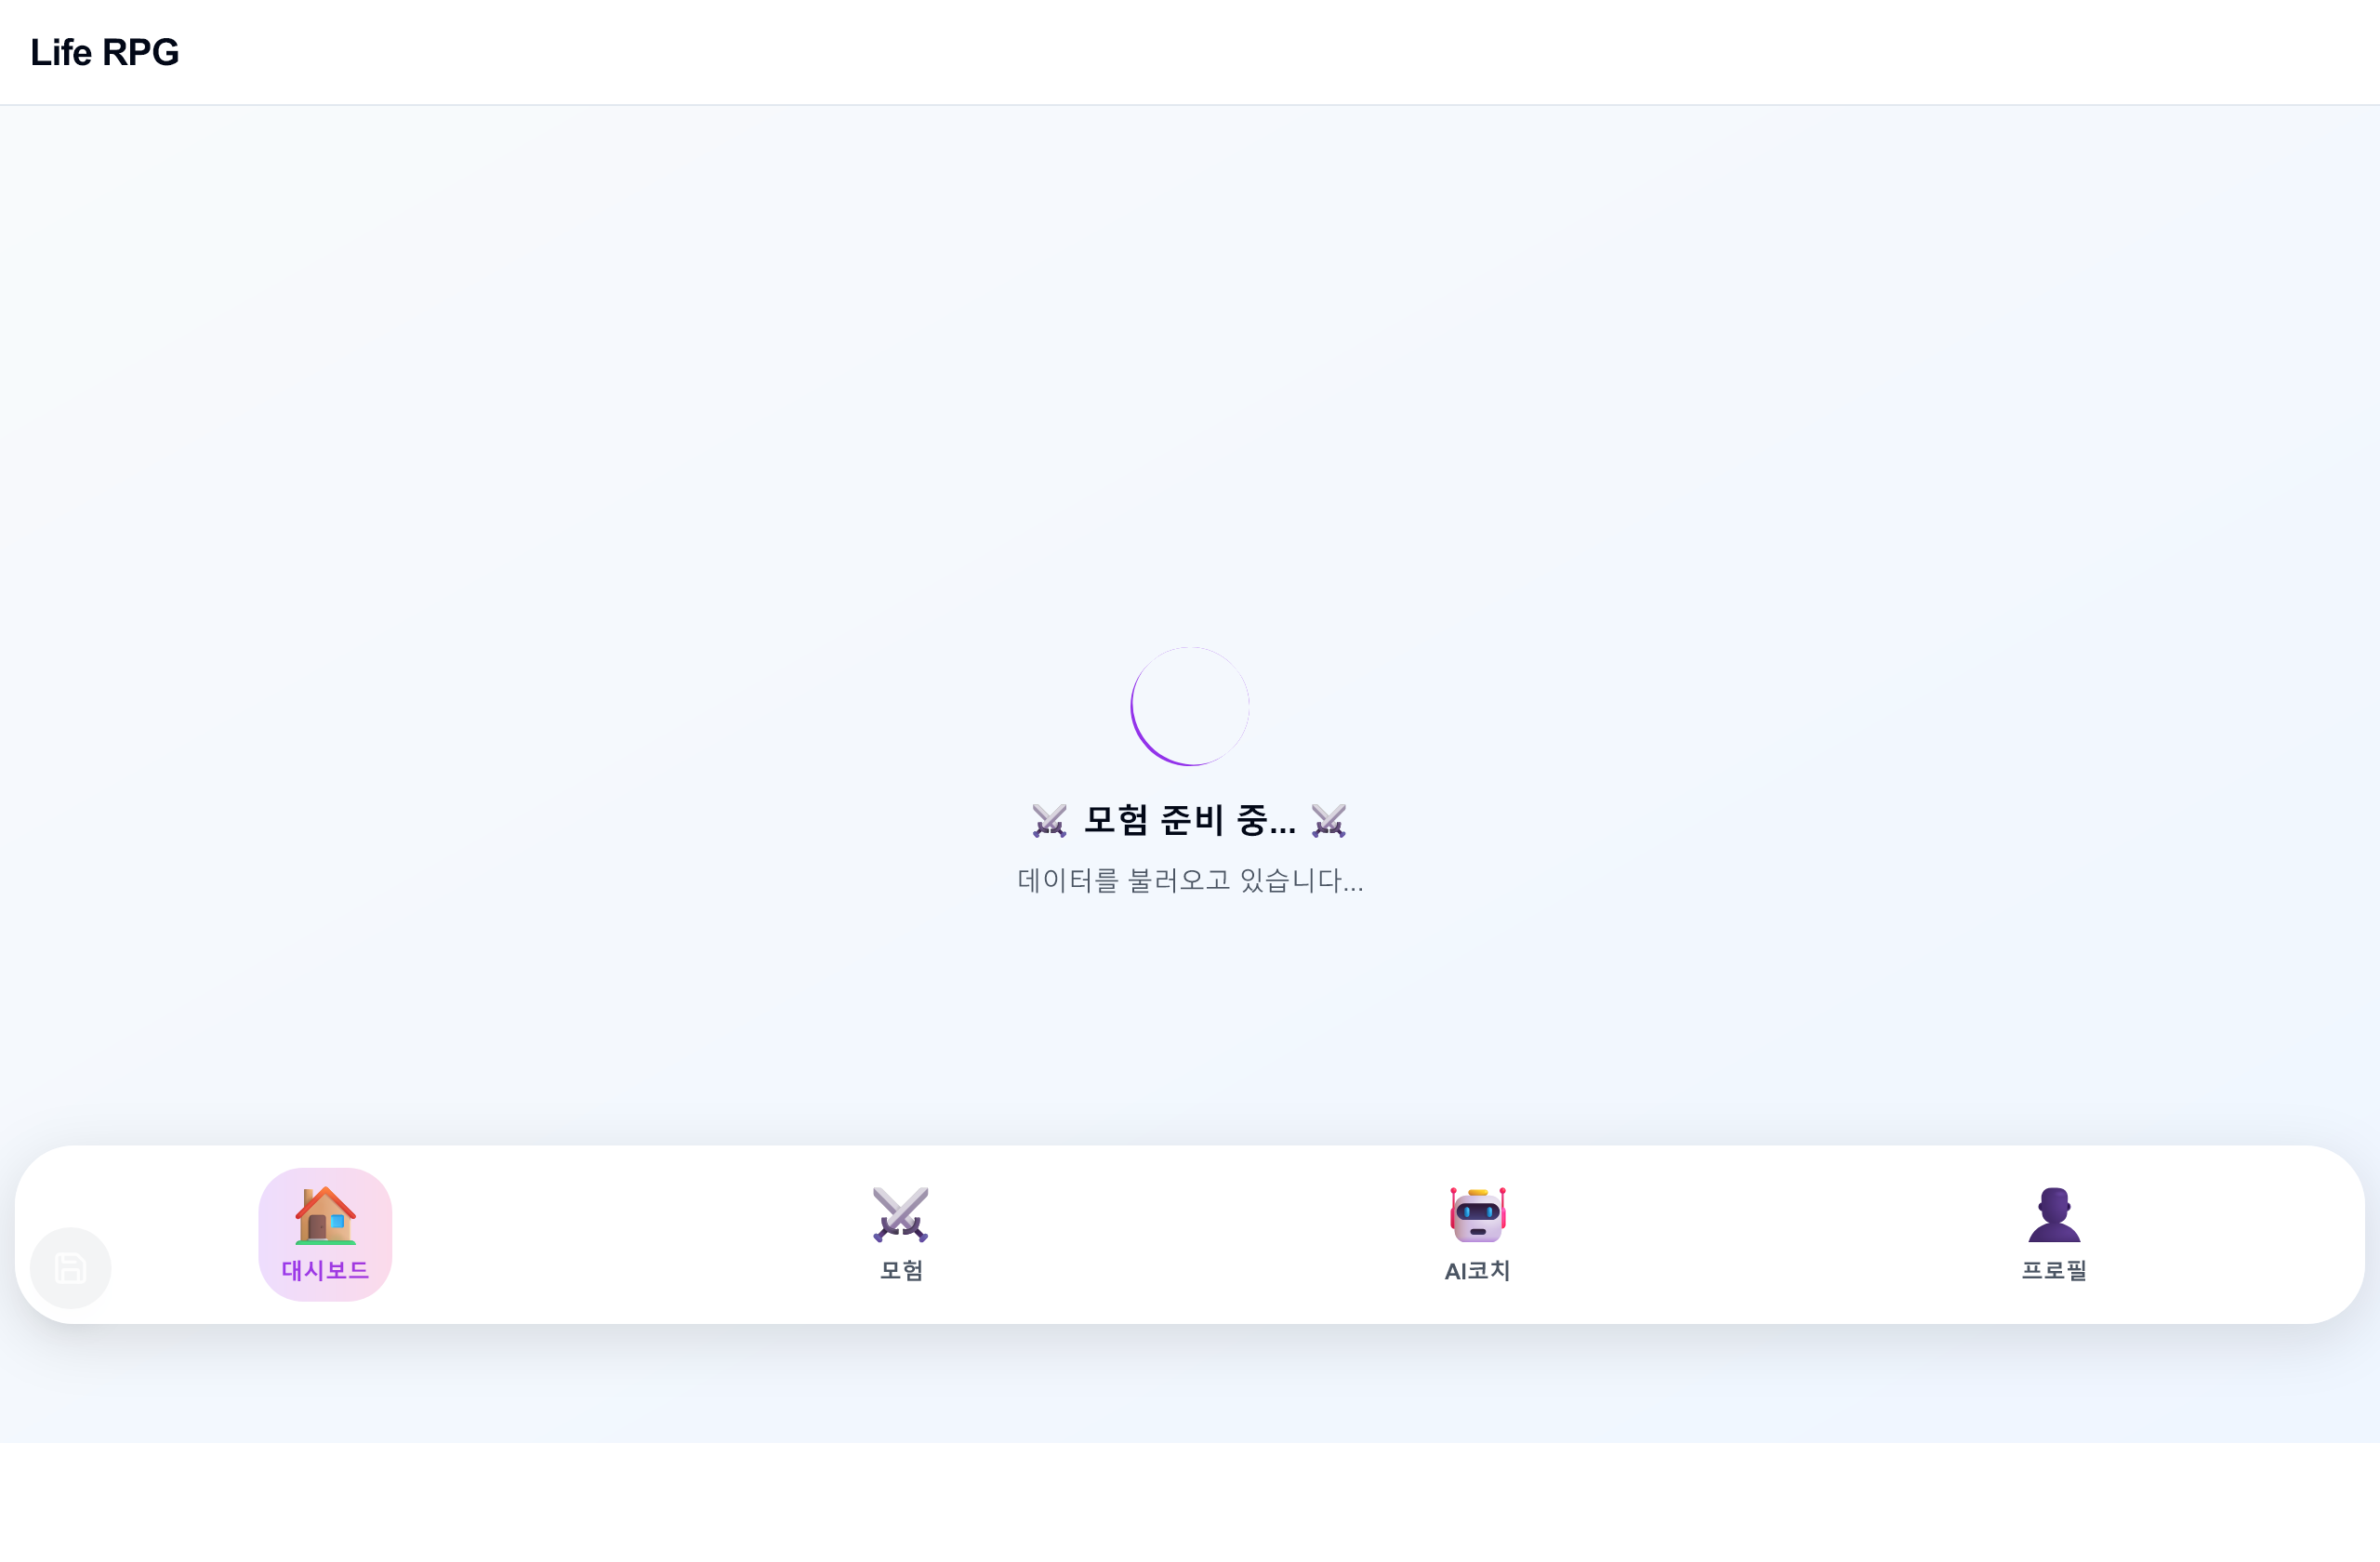 Life RPG
⚔️ 모험 준비 중... ⚔️
데이터를 불러오고 있습니다...
대시보드
모험
AI코치
프로필